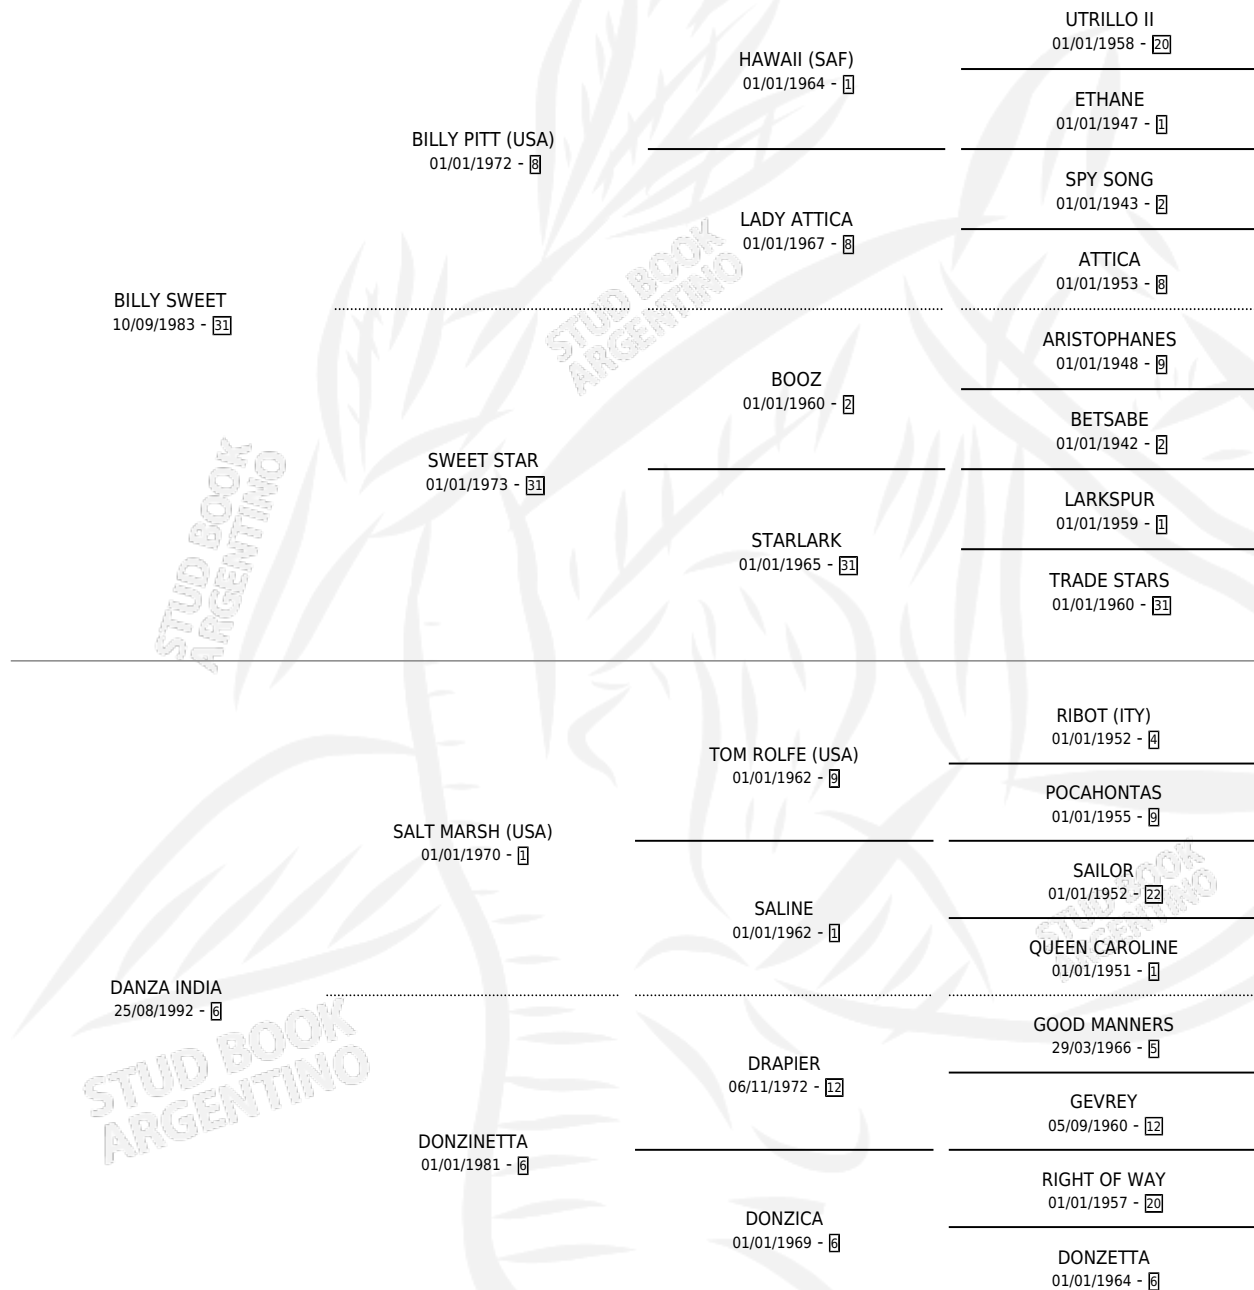 UTRILLO II
01/01/1958 - 20
HAWAII (SAF)
01/01/1964 - 1
ETHANE
01/01/1947 - 1
BILLY PITT (USA)
01/01/1972 - 8
SPY SONG
01/01/1943 - 2
LADY ATTICA
01/01/1967 - 8
ATTICA
01/01/1953 - 8
BILLY SWEET
10/09/1983 - 31
STUD BOOK
ARGENTINO
ARISTOPHANES
01/01/1948 - 9
BOOZ
01/01/1960 - 2
BETSABE
01/01/1942 - 2
SWEET STAR
01/01/1973 - 31
LARKSPUR
01/01/1959 - 1
STARLARK
01/01/1965 - 31
TRADE STARS
01/01/1960 - 31
STUD BOOK
ARGENTINO
RIBOT (ITY)
01/01/1952 - 4
TOM ROLFE (USA)
01/01/1962 - 9
POCAHONTAS
01/01/1955 - 9
SALT MARSH (USA)
01/01/1970 - 1
SAILOR
01/01/1952 - 22
SALINE
01/01/1962 - 1
QUEEN CAROLINE
01/01/1951 - 1
STUD BOOK
ARGENTINO
DANZA INDIA
25/08/1992 - 6
GOOD MANNERS
29/03/1966 - 5
DRAPIER
06/11/1972 - 12
GEVREY
05/09/1960 - 12
STUD BOOK
ARGENTINO
DONZINETTA
01/01/1981 - 6
RIGHT OF WAY
01/01/1957 - 20
DONZICA
01/01/1969 - 6
DONZETTA
01/01/1964 - 6